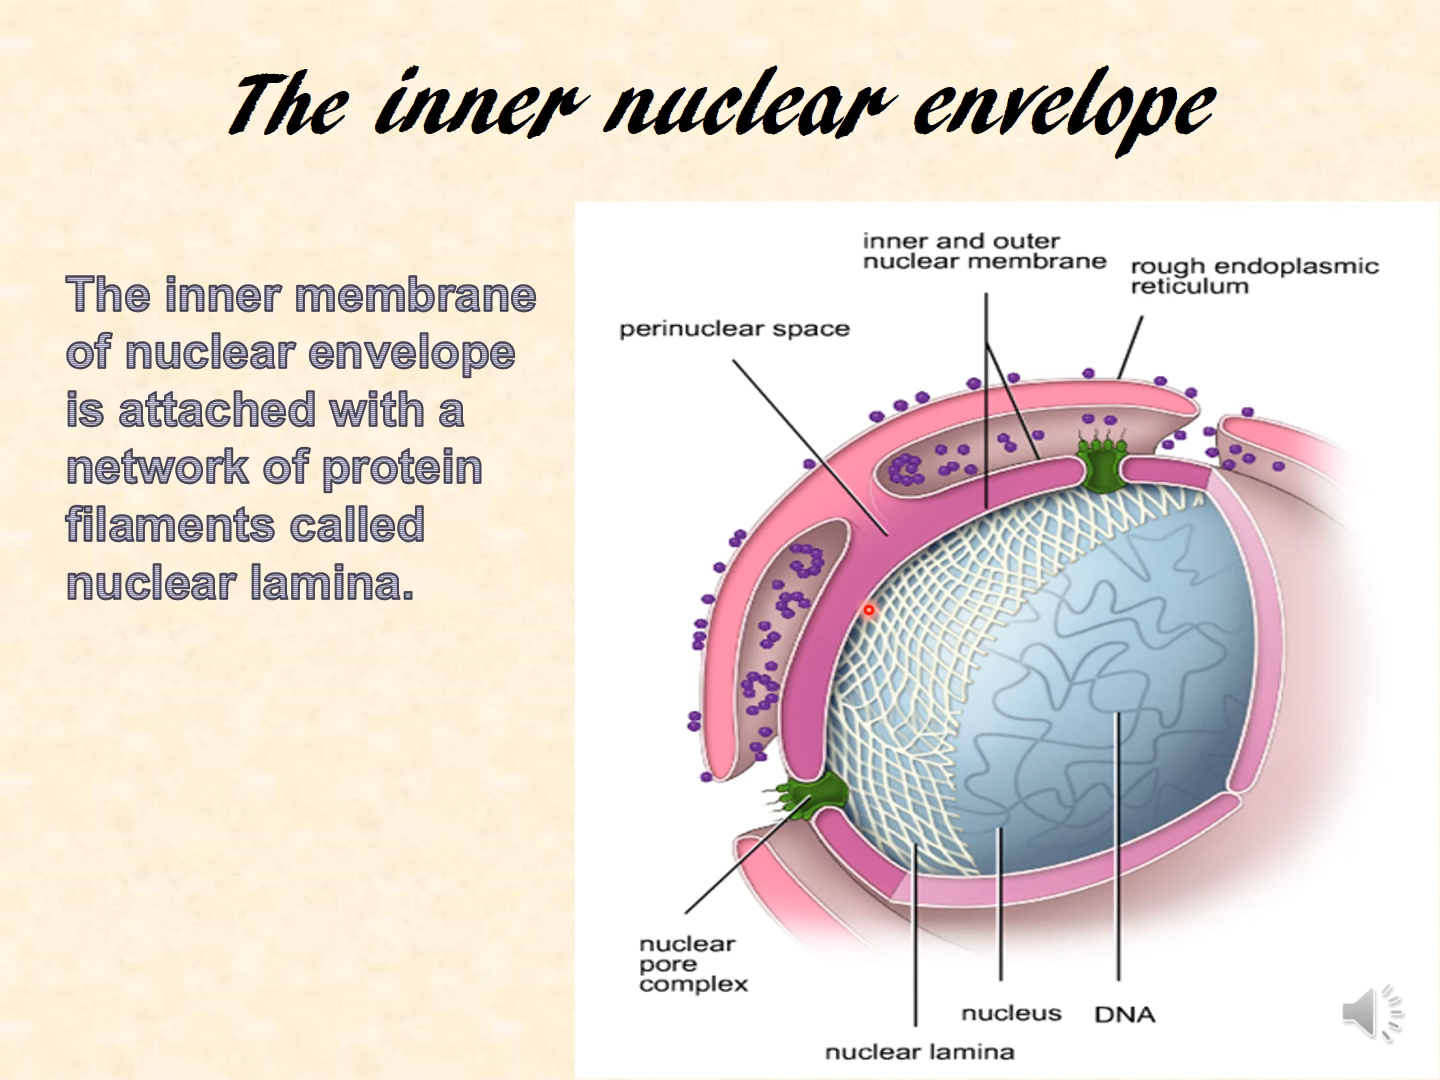 The inner nuclear envelope
The inner membrane
of nuclear envelope
is attached with a
network of protein
filaments called
nuclear lamina.
inner and outer
nuclear membrane
rough endoplasmic
reticulum
perinuclear space
nuclear
pore
complex
nucleus
DNA
nuclear lamina